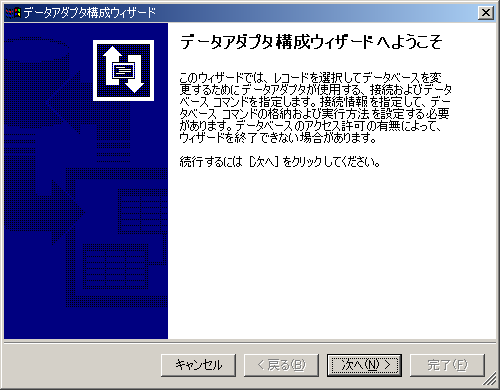 データアダプタ構成ウィザード
データアダプタ構成ウィザードへようこそ
このウィザードでは、レコードを選択してデータベースを変
更するためにデータアダプタが使用する、接続およびデータ
ベース コマンドを指定します。接続情報を指定して、デー
タベース コマンドの格納および実行方法を設定する必要
があります。データベースのアクセス許可の有無によって、
ウィザードを終了できない場合があります。
続行するには [次へ] をクリックしてください。
キャンセル
< 戻る(B)
次へ(N) >
完了(F)